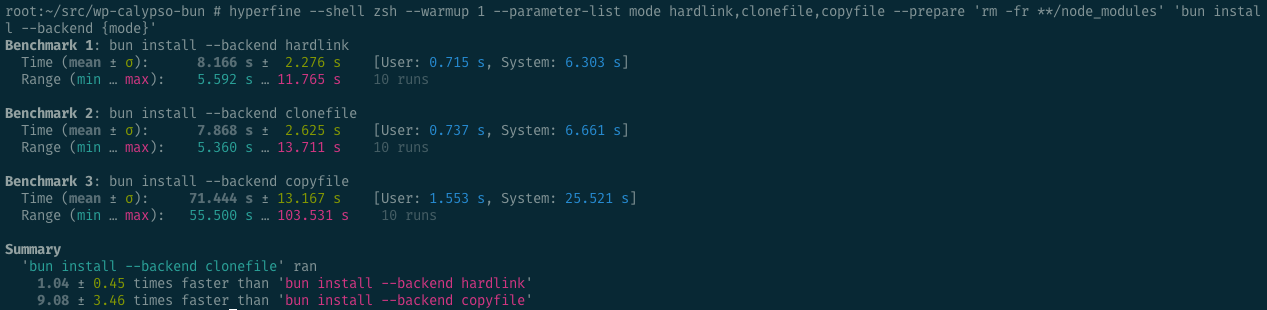 root:~/src/wp-calypso-bun # hyperfine --shell zsh --warmup 1 --parameter-list mode hardlink,clonefile,copyfile --prepare 'rm -fr **/node_modules' 'bun instal
l --backend {mode}'
Benchmark 1: bun install --backend hardlink
  Time (mean ± σ):      8.166 s ±  2.276 s    [User: 0.715 s, System: 6.303 s]
  Range (min … max):    5.592 s … 11.765 s    10 runs

Benchmark 2: bun install --backend clonefile
  Time (mean ± σ):      7.868 s ±  2.625 s    [User: 0.737 s, System: 6.661 s]
  Range (min … max):    5.360 s … 13.711 s    10 runs

Benchmark 3: bun install --backend copyfile
  Time (mean ± σ):     71.444 s ± 13.167 s    [User: 1.553 s, System: 25.521 s]
  Range (min … max):   55.500 s … 103.531 s    10 runs

Summary
  'bun install --backend clonefile' ran
    1.04 ± 0.45 times faster than 'bun install --backend hardlink'
    9.08 ± 3.46 times faster than 'bun install --backend copyfile'